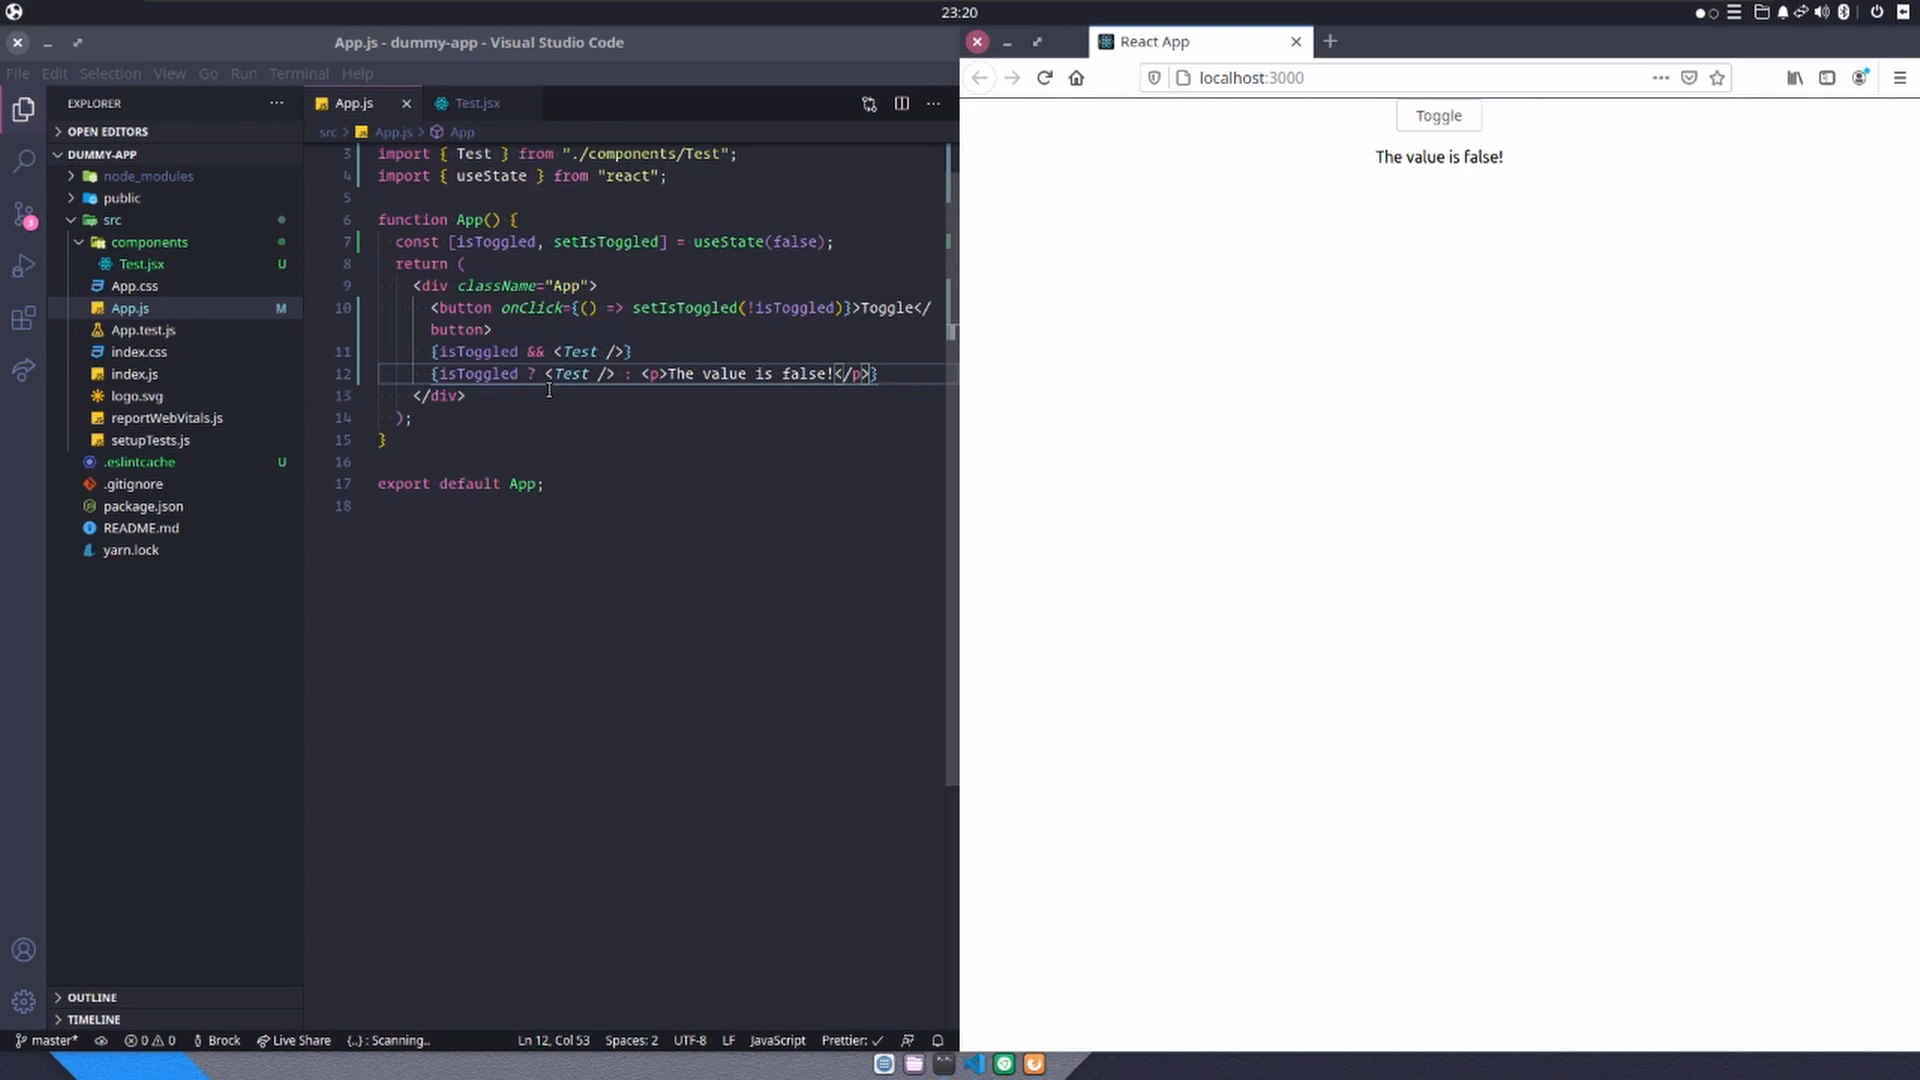 23:20
App.js - dummy-app - Visual Studio Code
File Edit Selection View Go Run Terminal Help
EXPLORER
OPEN EDITORS
DUMMY-APP
node_modules
public
src
components
Test.jsx U
App.css
App.js M
App.test.js
index.css
index.js
logo.svg
reportWebVitals.js
setupTests.js
.eslintcache U
.gitignore
package.json
README.md
yarn.lock
OUTLINE
TIMELINE
3
App.js Test.jsx
src > App.js > App
3 import { Test } from "./components/Test";
4 import { useState } from "react";
5
6 function App() {
7 const [isToggled, setIsToggled] = useState(false);
8 return (
9 <div className="App">
10 <button onClick={() => setIsToggled(!isToggled)}>Toggle</
button>
11 {isToggled && <Test />}
12 {isToggled ? <Test /> : <p>The value is false!</p>}
13 </div>
14 );
15 }
16
17 export default App;
18
master* 0 0 Brock Live Share {..} : Scanning.. Ln 12, Col 53 Spaces: 2 UTF-8 LF JavaScript Prettier: ✓
React App
localhost:3000
Toggle
The value is false!